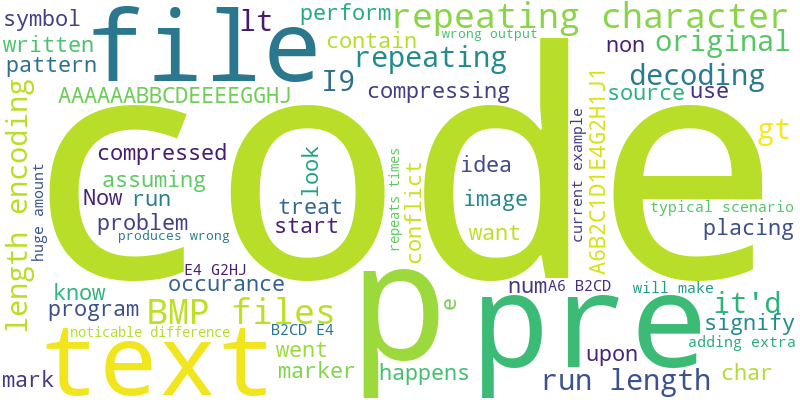 symbol
file
lt
perform
repeating character
written
contain
wrong output
non
original
pattern
I9
repeating
decoding
AAAAAABBCDEEEEGGHJ
compressing
source
use
code
length encoding
huge amount
compressed
assuming
Now
run
problem
produces wrong
look
treat
start
repeats times
conflict
idea
image
want
current example
A6B2C1D1E4G2H1J1
gt
typical scenario
placing
E4 G2HJ
occurance
know
program
BMP files
noticable difference
B2CD E4
text
mark
went
marker
p
e
happens
pre
num
A6 B2CD
will make
it'd
signify
adding extra
upon
run length
char